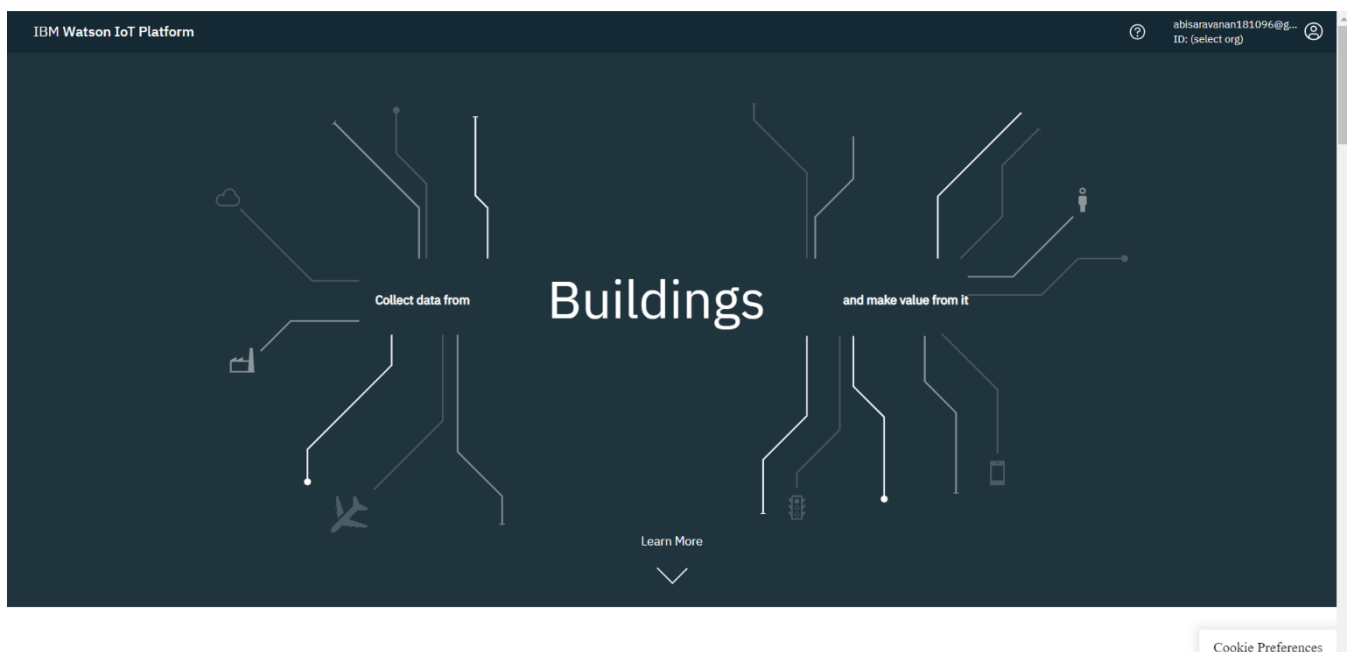 IBM Watson IoT Platform
abisaravanan181096@g...
ID: (select org)
Collect data from
Buildings
and make value from it
Learn More
Cookie Preferences